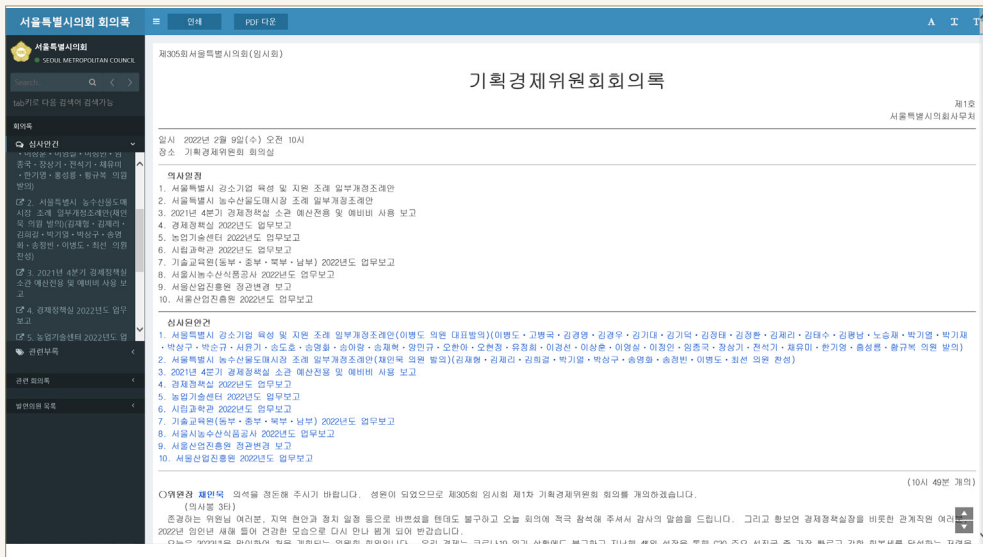 서울특별시의회 회의록
인쇄
PDF 다운
A
서울특별시의회
SEOUL METROPOLITAN COUNCIL
Search...
tab키로 다음 검색어 검색가능
회의록
심사안건
종국・장상기・전석기・채유미
・한기영・홍성룡・황규복 의원
발의)
2. 서울특별시 농수산물도매
시장 조례 일부개정조례안(채인
묵 의원 발의)(김재형・김제리・
김희걸・박기열・박상구・송명
화・송정빈・이병도・최선 의원
찬성)
3. 2021년 4분기 경제정책실
소관 예산전용 및 예비비 사용 보
고
4. 경제정책실 2022년도 업무
보고
5. 농업기술센터 2022년도 업
관련부록
관련 회의록
발언의원 목록
제305회서울특별시의회(임시회)
기획경제위원회회의록
제1호
서울특별시의회사무처
일시 2022년 2월 9일(수) 오전 10시
장소 기획경제위원회 회의실
의사일정
1. 서울특별시 강소기업 육성 및 지원 조례 일부개정조례안
2. 서울특별시 농수산물도매시장 조례 일부개정조례안
3. 2021년 4분기 경제정책실 소관 예산전용 및 예비비 사용 보고
4. 경제정책실 2022년도 업무보고
5. 농업기술센터 2022년도 업무보고
6. 시립과학관 2022년도 업무보고
7. 기술교육원(동부・중부・북부・남부) 2022년도 업무보고
8. 서울시농수산식품공사 2022년도 업무보고
9. 서울산업진흥원 정관변경 보고
10. 서울산업진흥원 2022년도 업무보고
심사된안건
1. 서울특별시 강소기업 육성 및 지원 조례 일부개정조례안(이병도 의원 대표발의)(이병도・고병국・김경영・김경우・김기대・김기덕・김정태・김정환・김제리・김태수・김평남・노승재・박기열・박기재
・박상구・박순규・서윤기・송도호・송명화・송아량・송재혁・양민규・오한아・오현정・유정희・이경선・이상훈・이영실・이정인・임종국・장상기・전석기・채유미・한기영・홍성룡・황규복 의원 발의)
2. 서울특별시 농수산물도매시장 조례 일부개정조례안(채인묵 의원 발의)(김재형・김제리・김희걸・박기열・박상구・송명화・송정빈・이병도・최선 의원 찬성)
3. 2021년 4분기 경제정책실 소관 예산전용 및 예비비 사용 보고
4. 경제정책실 2022년도 업무보고
5. 농업기술센터 2022년도 업무보고
6. 시립과학관 2022년도 업무보고
7. 기술교육원(동부・중부・북부・남부) 2022년도 업무보고
8. 서울시농수산식품공사 2022년도 업무보고
9. 서울산업진흥원 정관변경 보고
10. 서울산업진흥원 2022년도 업무보고
(10시 49분 개의)
○위원장 채인묵 의석을 정돈해 주시기 바랍니다. 성원이 되었으므로 제305회 임시회 제1차 기획경제위원회 회의를 개의하겠습니다.
(의사봉 3타)
존경하는 위원님 여러분, 지역 현안과 정치 일정 등으로 바쁘셨을 텐데도 불구하고 오늘 회의에 적극 참석해 주셔서 감사의 말씀을 드립니다. 그리고 황보연 경제정책실장을 비롯한 관계직원 여러분
2022년 임인년 새해 들어 건강한 모습으로 다시 만나 뵙게 되어 반갑습니다.